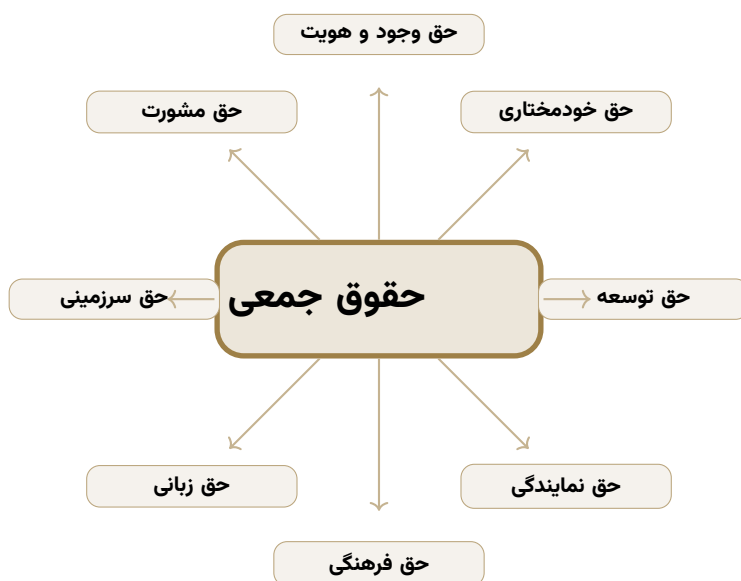 حق وجود و هویت
حق خودمختاری
حق مشورت
حق توسعه
حقوق جمعی
حق سرزمینی
حق نمایندگی
حق زبانی
حق فرهنگی